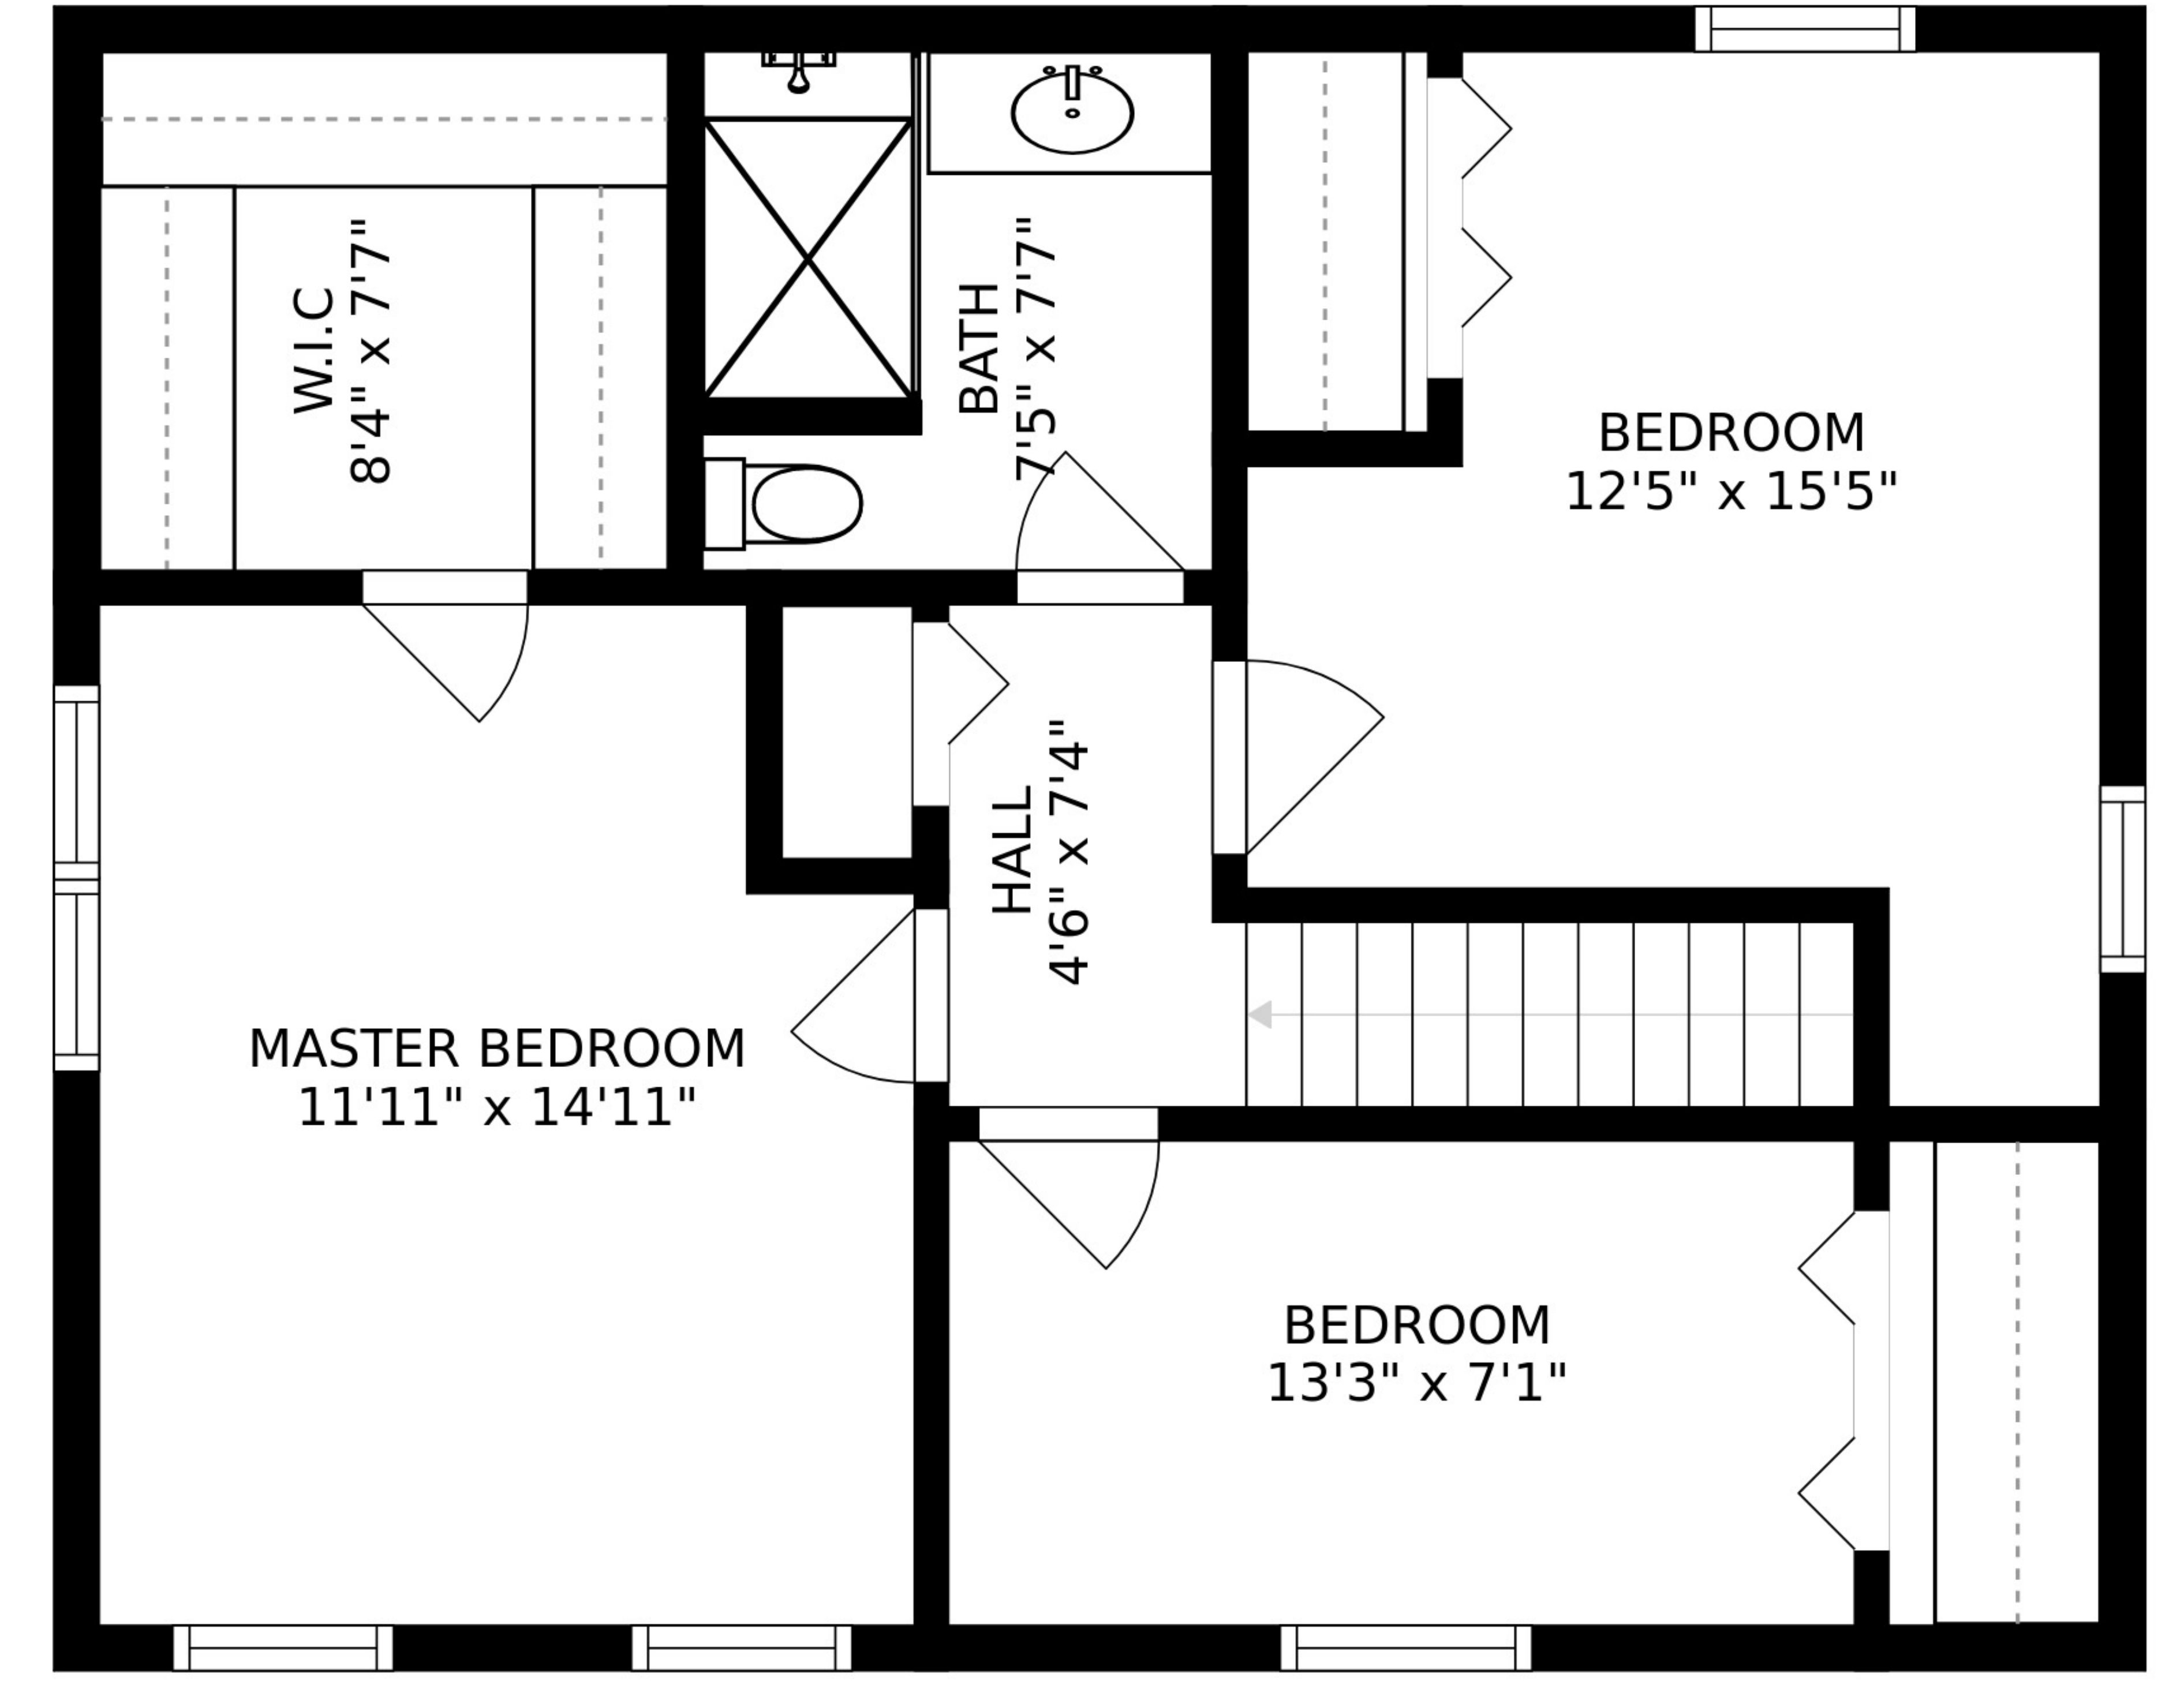 W.I.C
8'4" x 7'7"
BATH
7'5" x 7'7"
BEDROOM
12'5" x 15'5"
HALL
4'6" x 7'4"
MASTER BEDROOM
11'11" x 14'11"
BEDROOM
13'3" x 7'1"